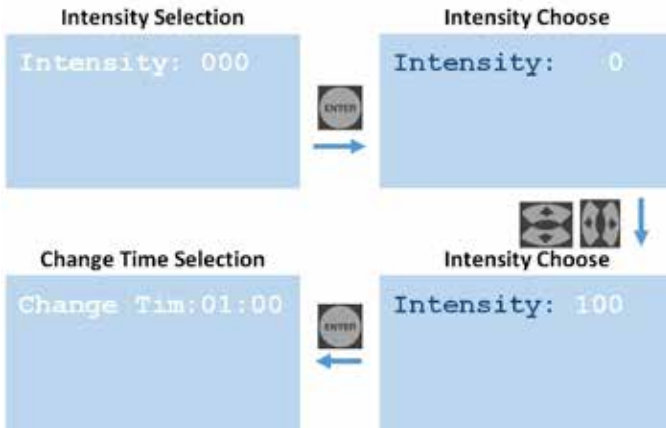 Intensity Selection
Intensity: 000
ENTER
Intensity Choose
Intensity: 0
Intensity Choose
Intensity: 100
ENTER
Change Time Selection
Change Tim:01:00